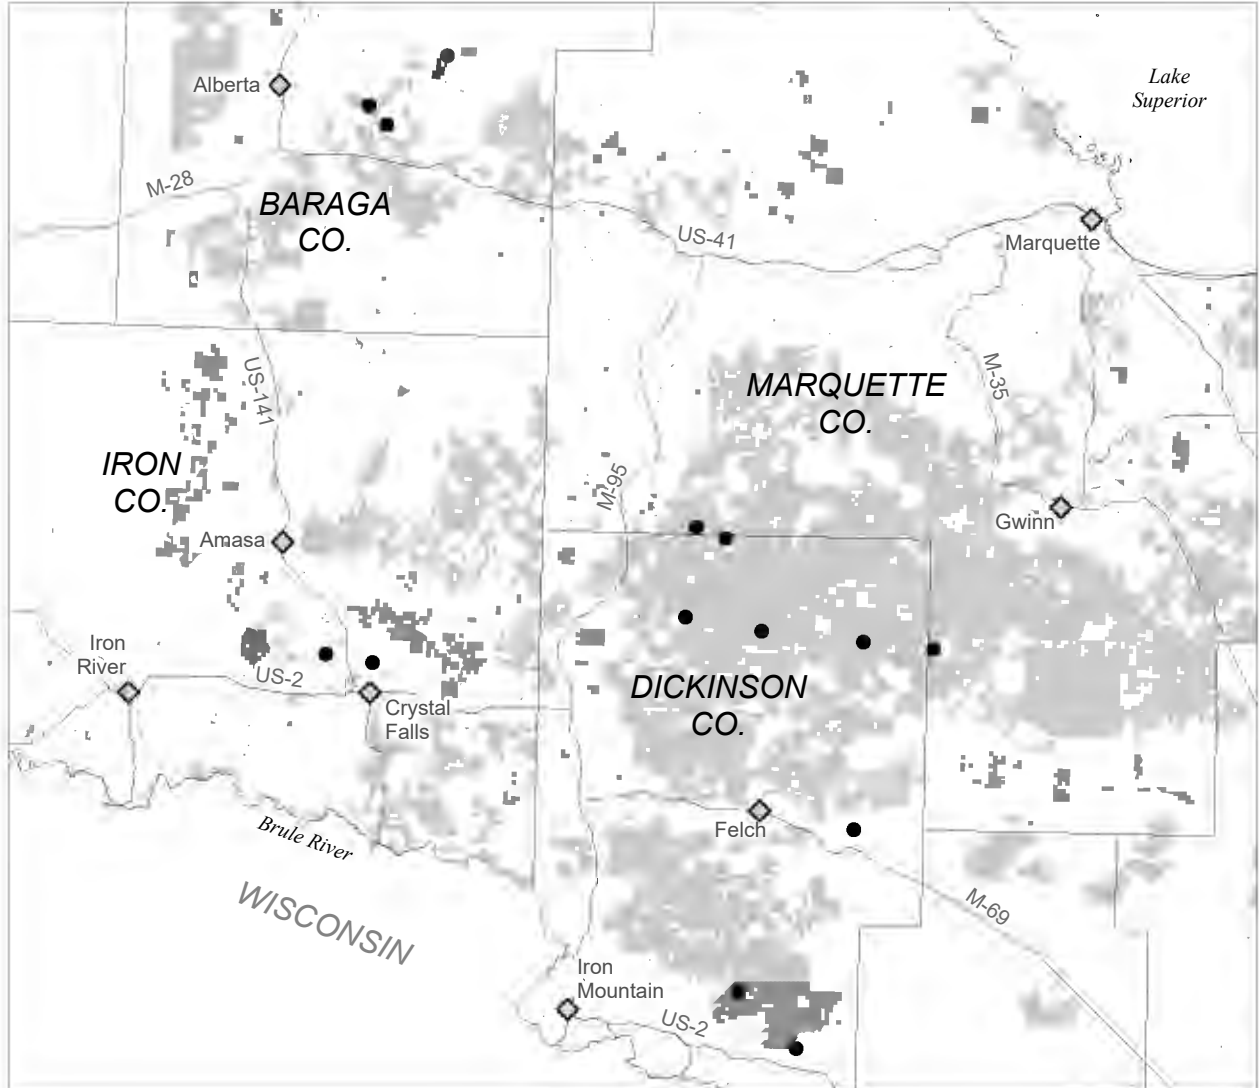 Alberta
Lake
Superior
M-28
BARAGA
CO.
US-41
Marquette
US-141
M-35
MARQUETTE
CO.
IRON
CO.
M-95
Gwinn
Amasa
Iron
River
US-2
Crystal
Falls
DICKINSON
CO.
Felch
Brule River
WISCONSIN
M-69
Iron
Mountain
US-2